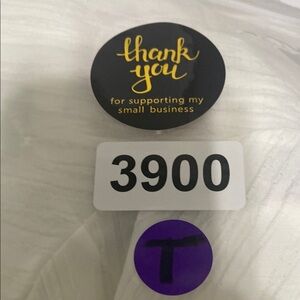 thank
you
for supporting my
small business
3900
T